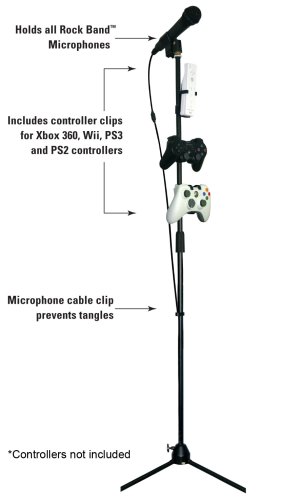 Holds all Rock Band™
Microphones
Includes controller clips
for Xbox 360, Wii, PS3
and PS2 controllers
Microphone cable clip
prevents tangles
*Controllers not included